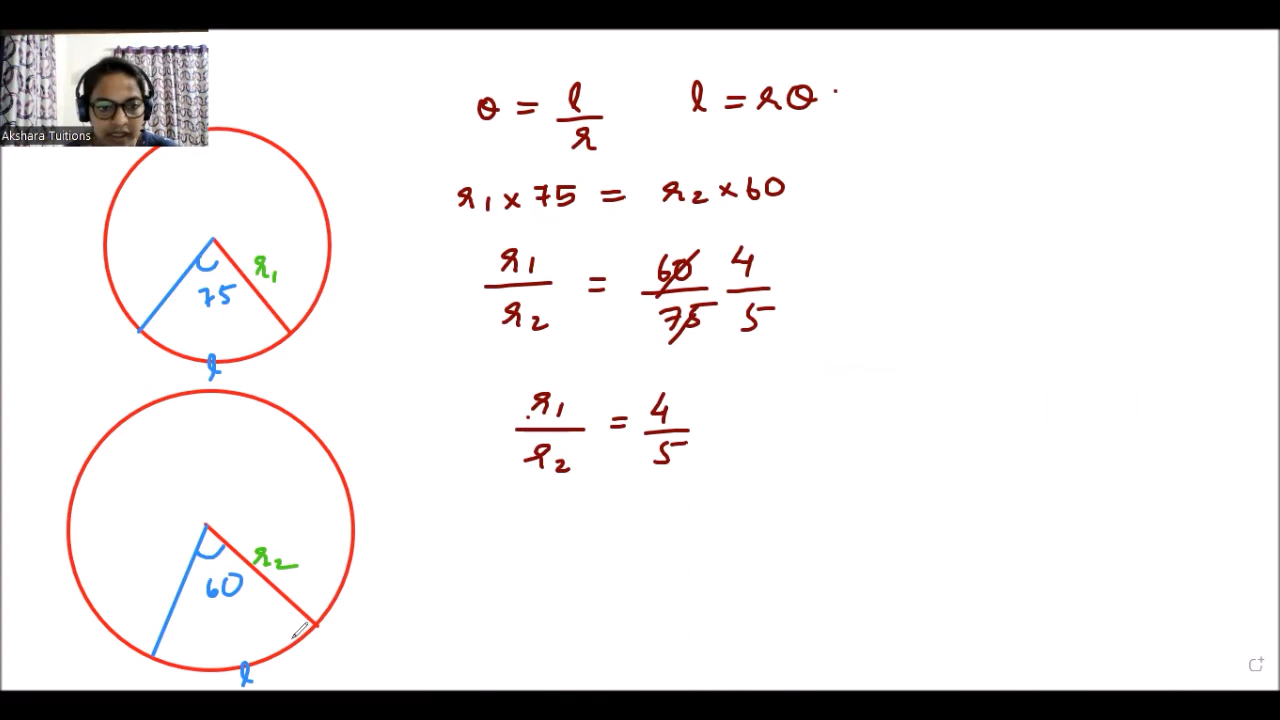 Akshara Tuitions
θ = l/r    l = rθ
r₁ × 75 = r₂ × 60
r₁/r₂ = 60/75 4/5
r₁/r₂ = 4/5
r₁
75
l
r₂
60
l